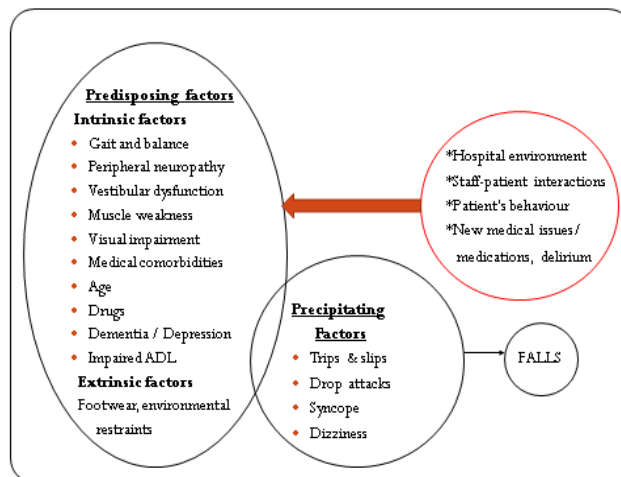 Predisposing factors
Intrinsic factors
• Gait and balance
• Peripheral neuropathy
• Vestibular dysfunction
• Muscle weakness
• Visual impairment
• Medical comorbidities
• Age
• Drugs
• Dementia / Depression
• Impaired ADL
Extrinsic factors
Footwear, environmental
restraints
Precipitating
Factors
• Trips & slips
• Drop attacks
• Syncope
• Dizziness
*Hospital environment
*Staff-patient interactions
*Patient's behaviour
*New medical issues/
medications, delirium
FALLS